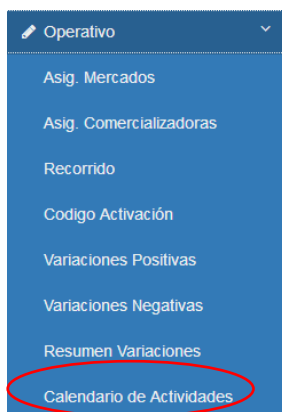 Operativo
Asig. Mercados
Asig. Comercializadoras
Recorrido
Codigo Activación
Variaciones Positivas
Variaciones Negativas
Resumen Variaciones
Calendario de Actividades